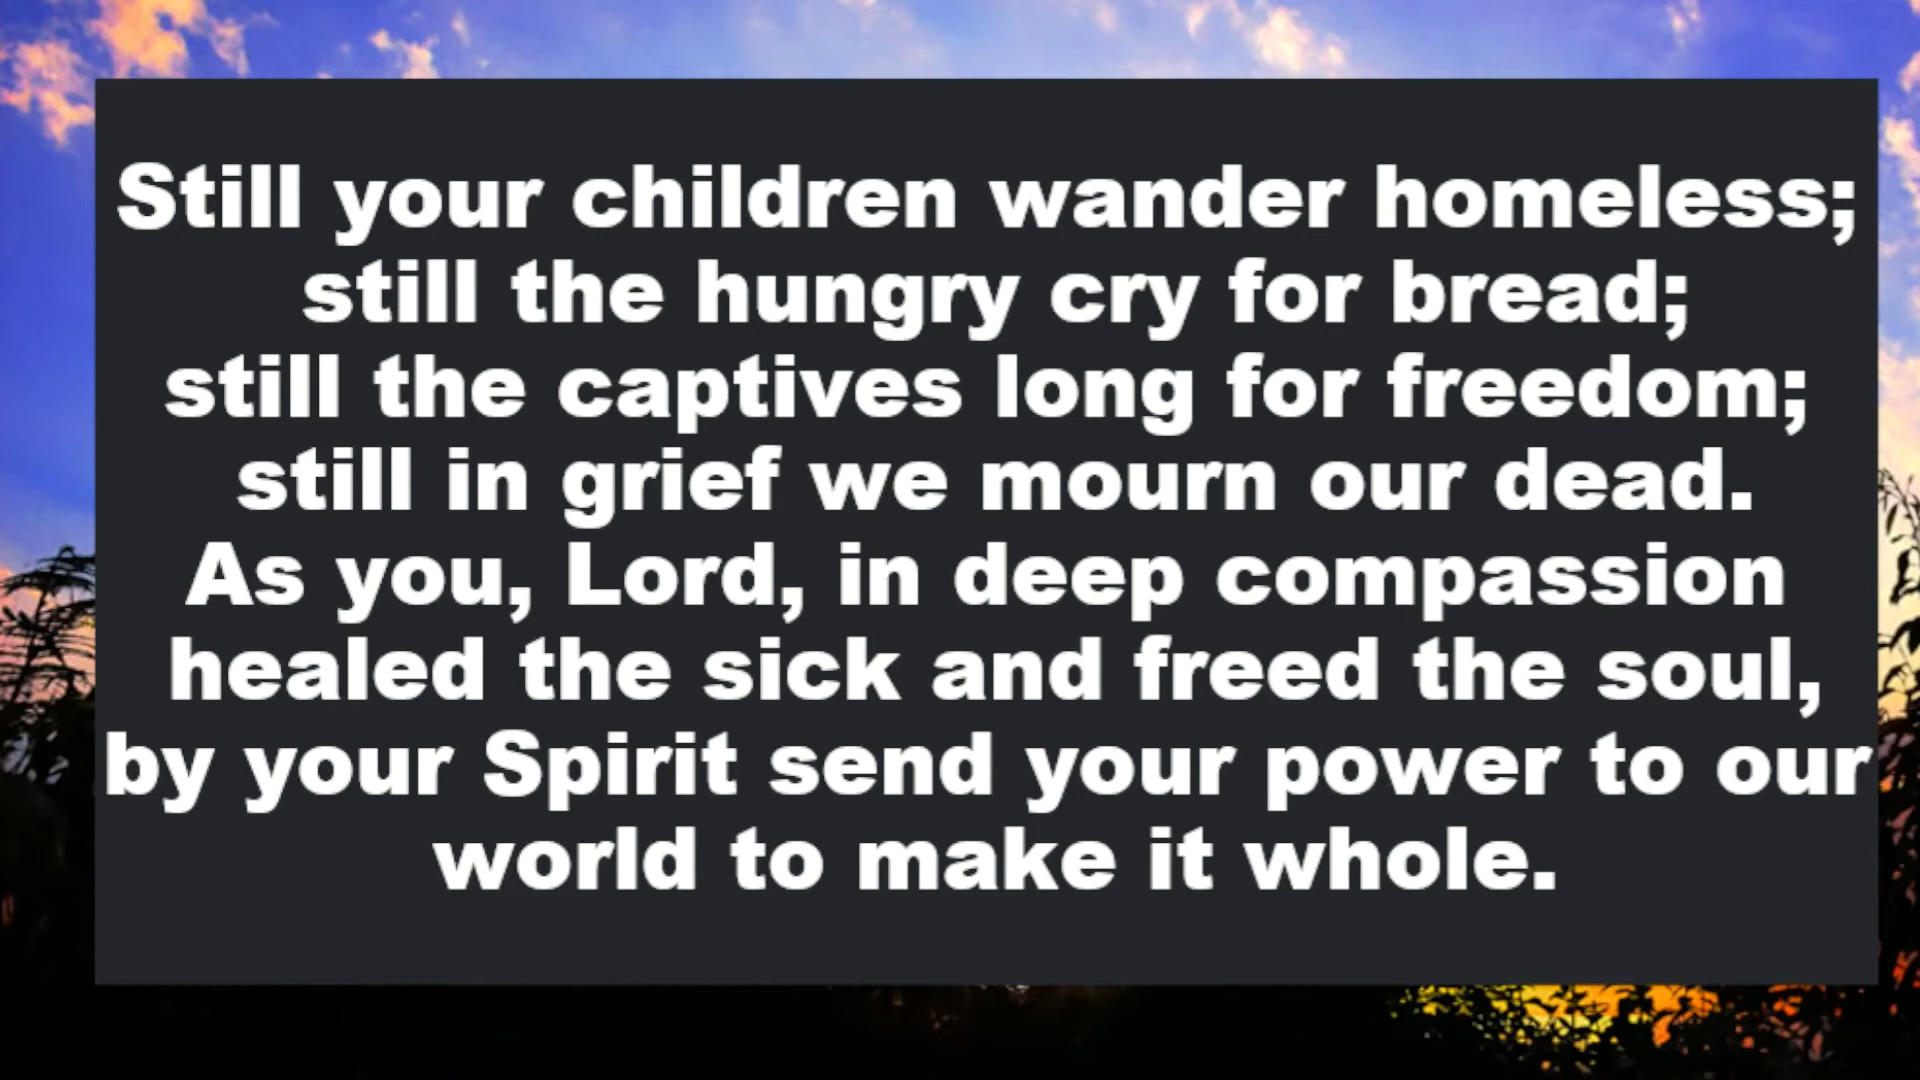 Still your children wander homeless;
still the hungry cry for bread;
still the captives long for freedom;
still in grief we mourn our dead.
As you, Lord, in deep compassion
healed the sick and freed the soul,
by your Spirit send your power to our
world to make it whole.